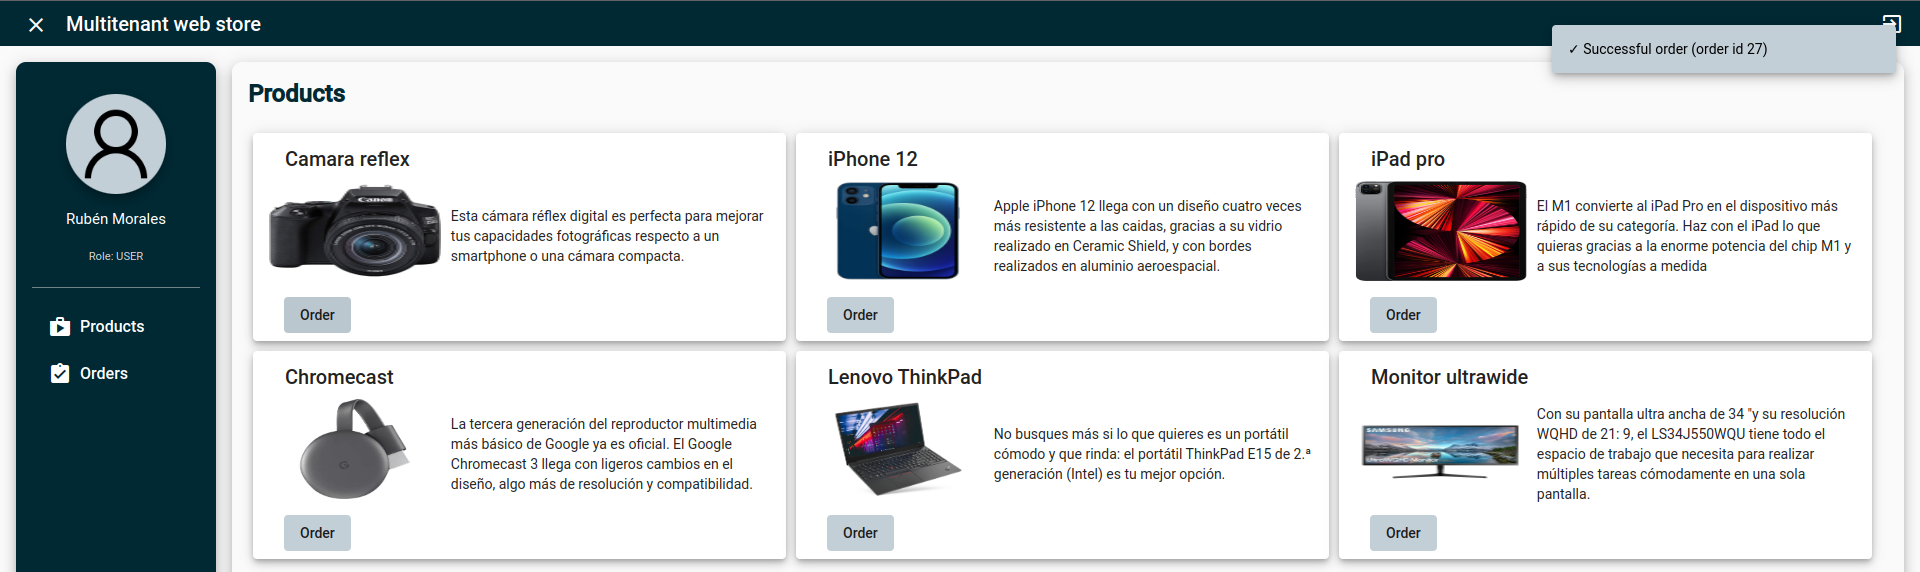 Multitenant web store
✓ Successful order (order id 27)
Rubén Morales
Role: USER
Products
Orders
Products
Camara reflex
Canon
Esta cámara réflex digital es perfecta para mejorar
tus capacidades fotográficas respecto a un
smartphone o una cámara compacta.
Order
iPhone 12
Apple iPhone 12 llega con un diseño cuatro veces
más resistente a las caidas, gracias a su vidrio
realizado en Ceramic Shield, y con bordes
realizados en aluminio aeroespacial.
Order
iPad pro
El M1 convierte al iPad Pro en el dispositivo más
rápido de su categoría. Haz con el iPad lo que
quieras gracias a la enorme potencia del chip M1 y
a sus tecnologías a medida
Order
Chromecast
G
La tercera generación del reproductor multimedia
más básico de Google ya es oficial. El Google
Chromecast 3 llega con ligeros cambios en el
diseño, algo más de resolución y compatibilidad.
Order
Lenovo ThinkPad
No busques más si lo que quieres es un portátil
cómodo y que rinda: el portátil ThinkPad E15 de 2.ª
generación (Intel) es tu mejor opción.
Order
Monitor ultrawide
SAMSUNG
Con su pantalla ultra ancha de 34 "y su resolución
WQHD de 21: 9, el LS34J550WQU tiene todo el
espacio de trabajo que necesita para realizar
múltiples tareas cómodamente en una sola
pantalla.
Order